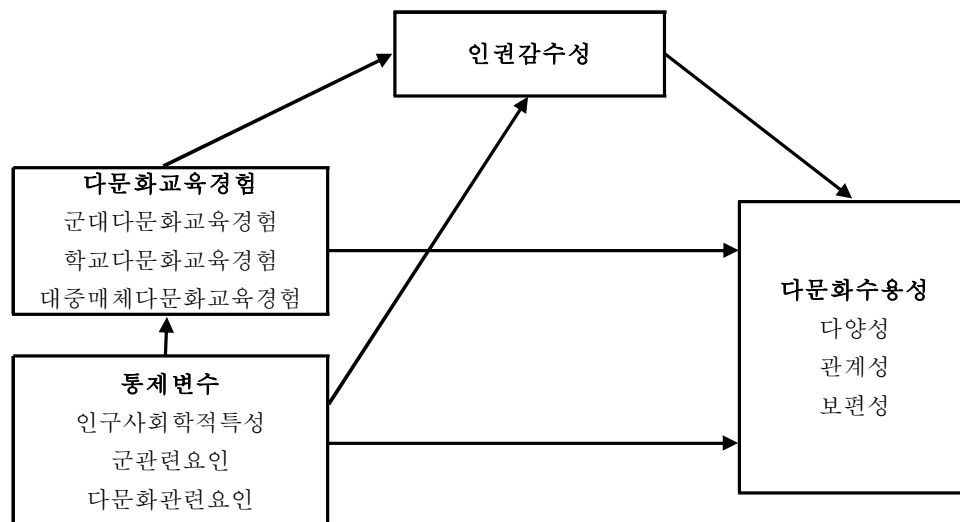 인권감수성
다문화교육경험
군대다문화교육경험
학교다문화교육경험
대중매체다문화교육경험
다문화수용성
다양성
관계성
보편성
통제변수
인구사회학적특성
군관련요인
다문화관련요인